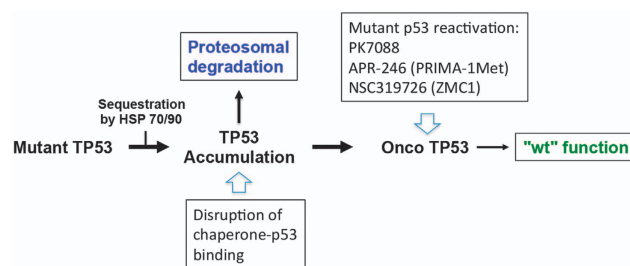 Mutant p53 reactivation:
PK7088
APR-246 (PRIMA-1Met)
NSC319726 (ZMC1)
Proteosomal
degradation
Sequestration
by HSP 70/90
Mutant TP53
TP53
Accumulation
Onco TP53
"wt" function
Disruption of
chaperone-p53
binding